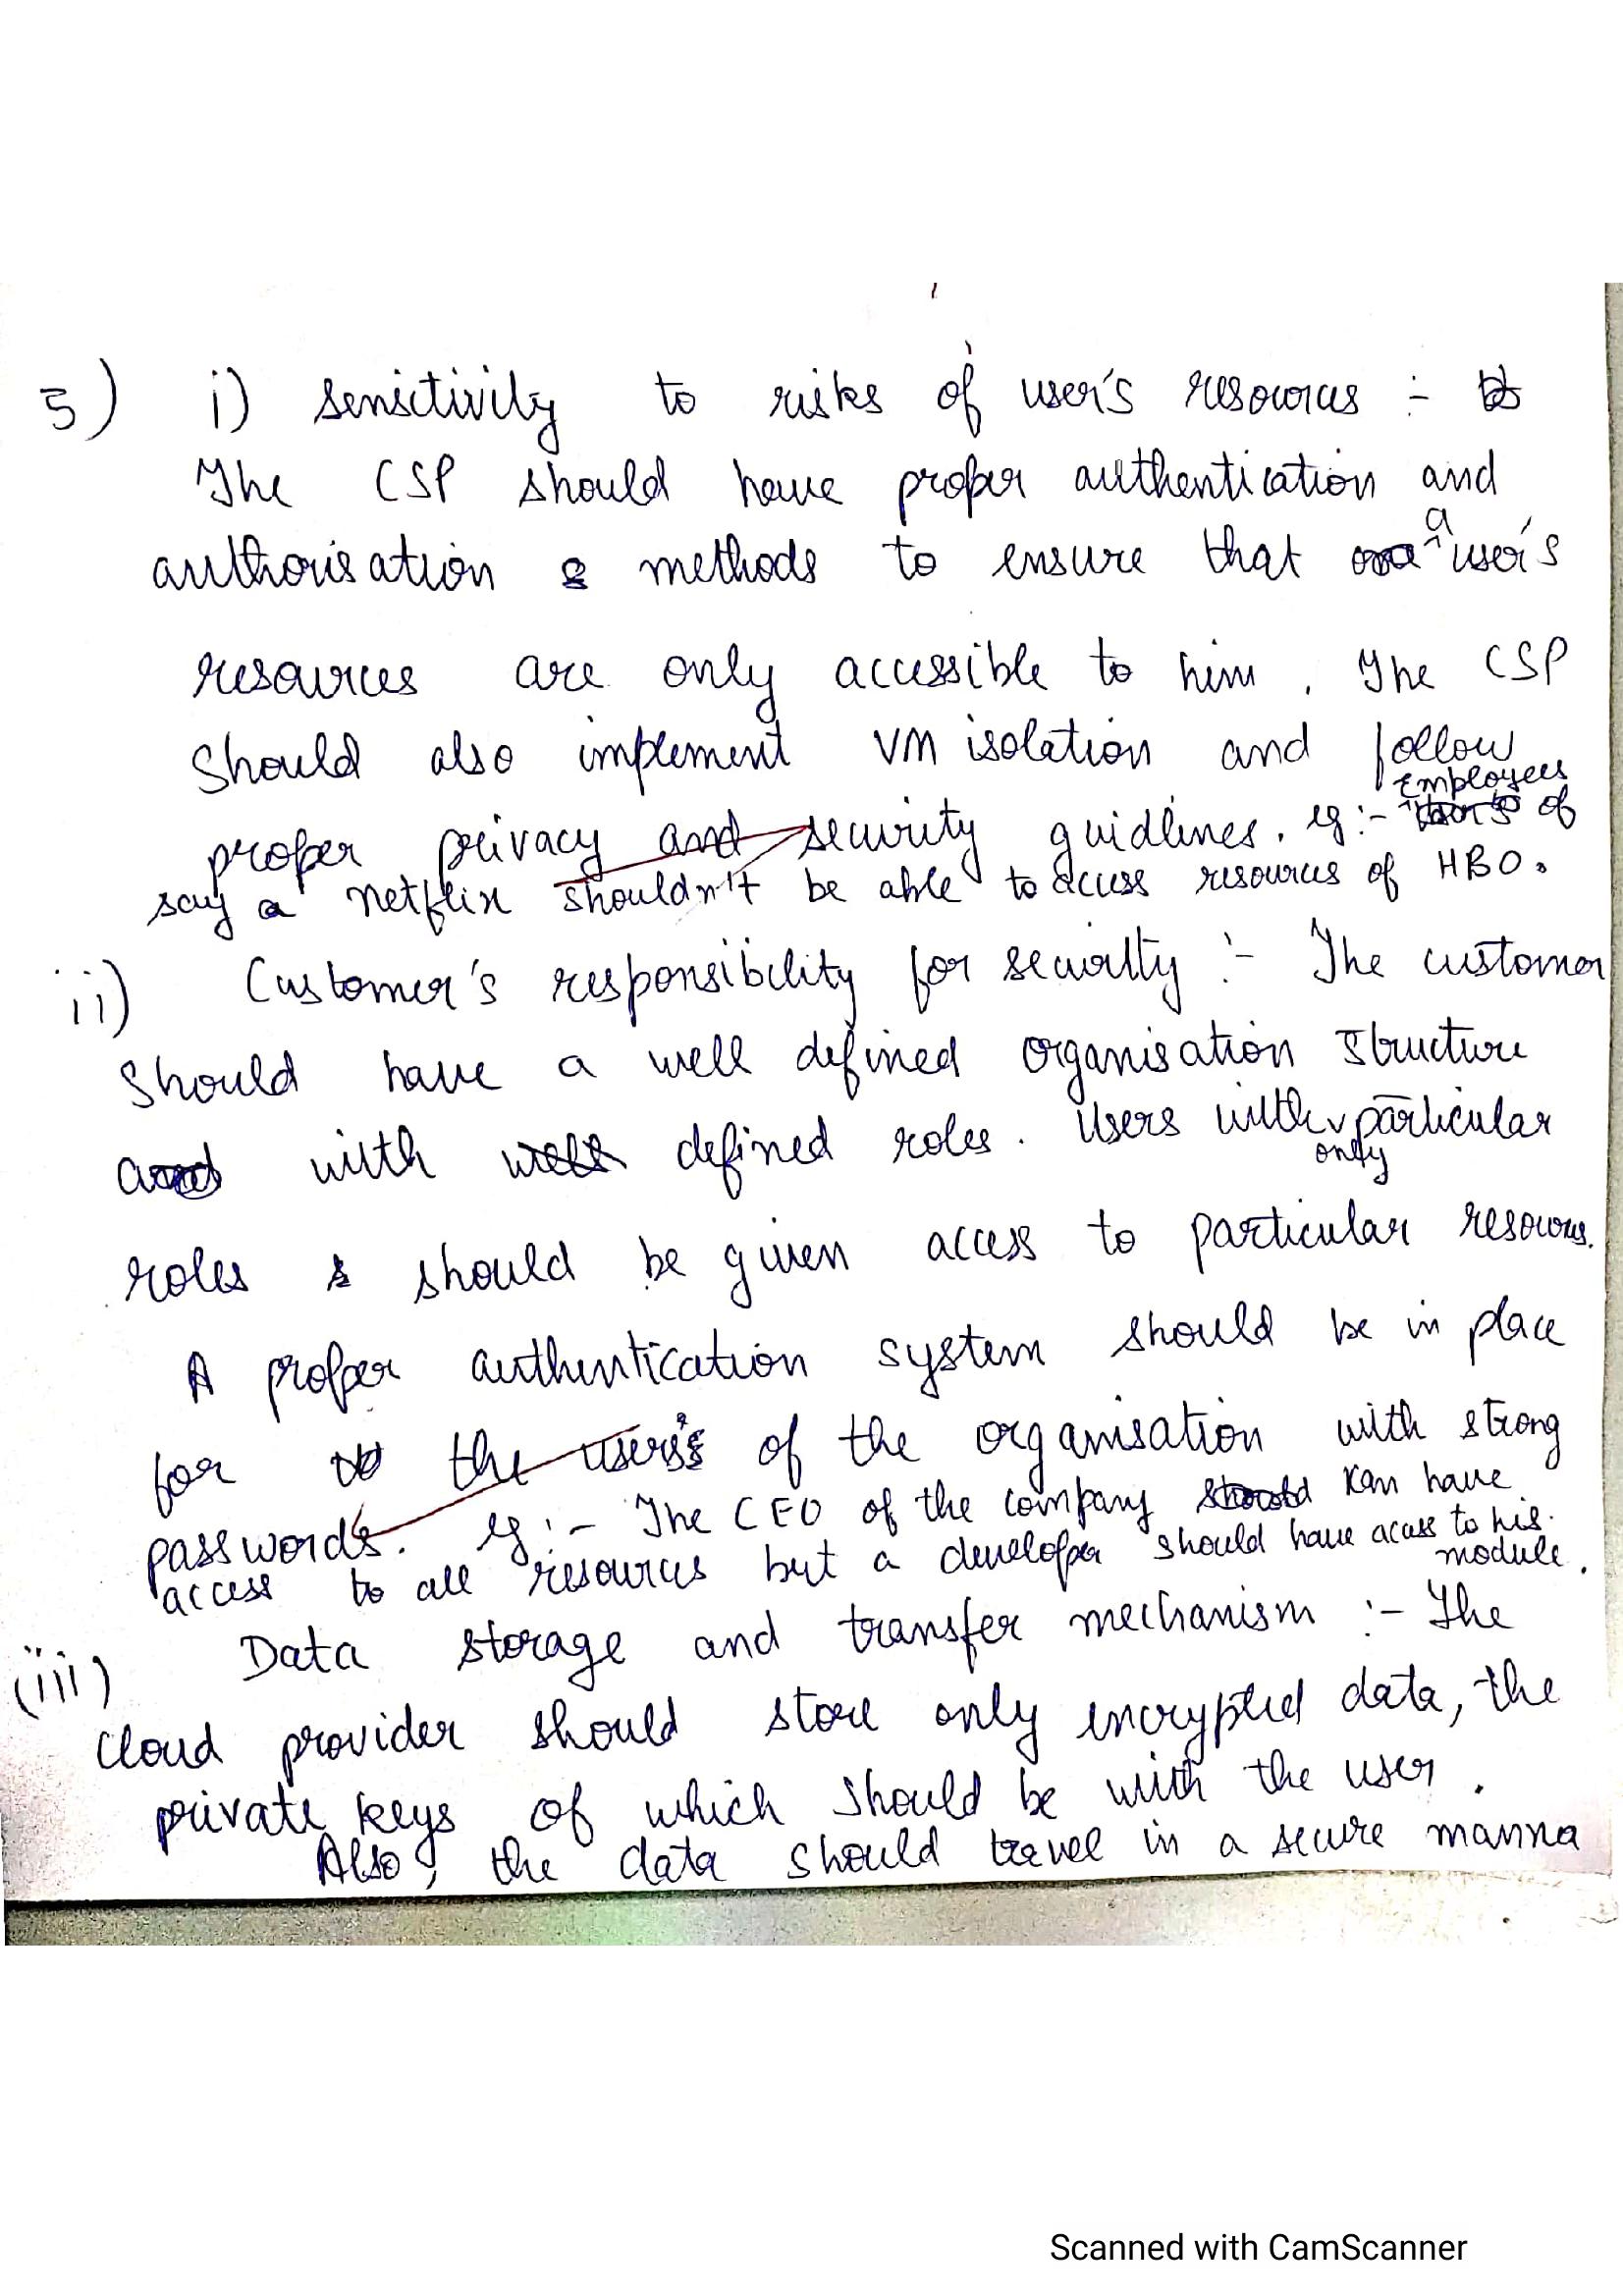 5) i) Sensitivity to risks of user's resources :-
The CSP should have proper authentication and
authorisation methods to ensure that a user's
resources are only accessible to him. The CSP
should also implement VM isolation and follow
proper privacy and security guidlines. eg:- Employees of
say a netflix shouldn't be able to access resources of HBO.
ii) Customer's responsibility for security :- The customer
should have a well defined organisation structure
with defined roles. Users with only particular
roles should be given access to particular resources.
A proper authentication system should be in place
for the users of the organisation with strong
passwords. eg:- The CEO of the company can have
access to all resources but a developer should have access to his
module.
(iii) Data storage and transfer mechanism :- The
cloud provider should store only encrypted data, the
private keys of which should be with the user.
Also, the data should travel in a secure manner
Scanned with CamScanner